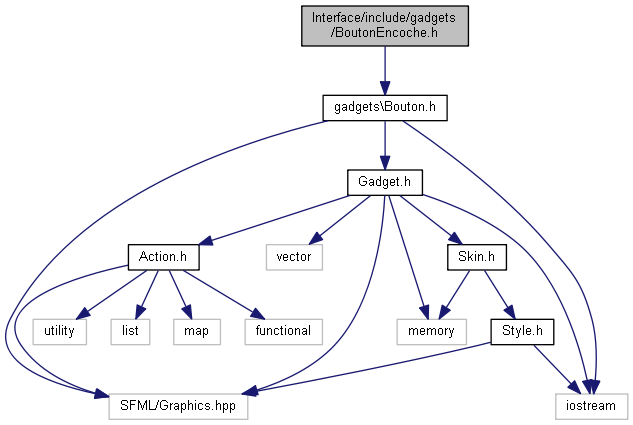 Interface/include/gadgets
/BoutonEncoche.h
gadgets\Bouton.h
Gadget.h
Action.h
vector
Skin.h
utility
list
map
functional
memory
Style.h
SFML/Graphics.hpp
iostream